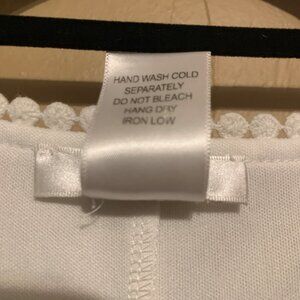 HAND WASH COLD
SEPARATELY
DO NOT BLEACH
HANG DRY
IRON LOW